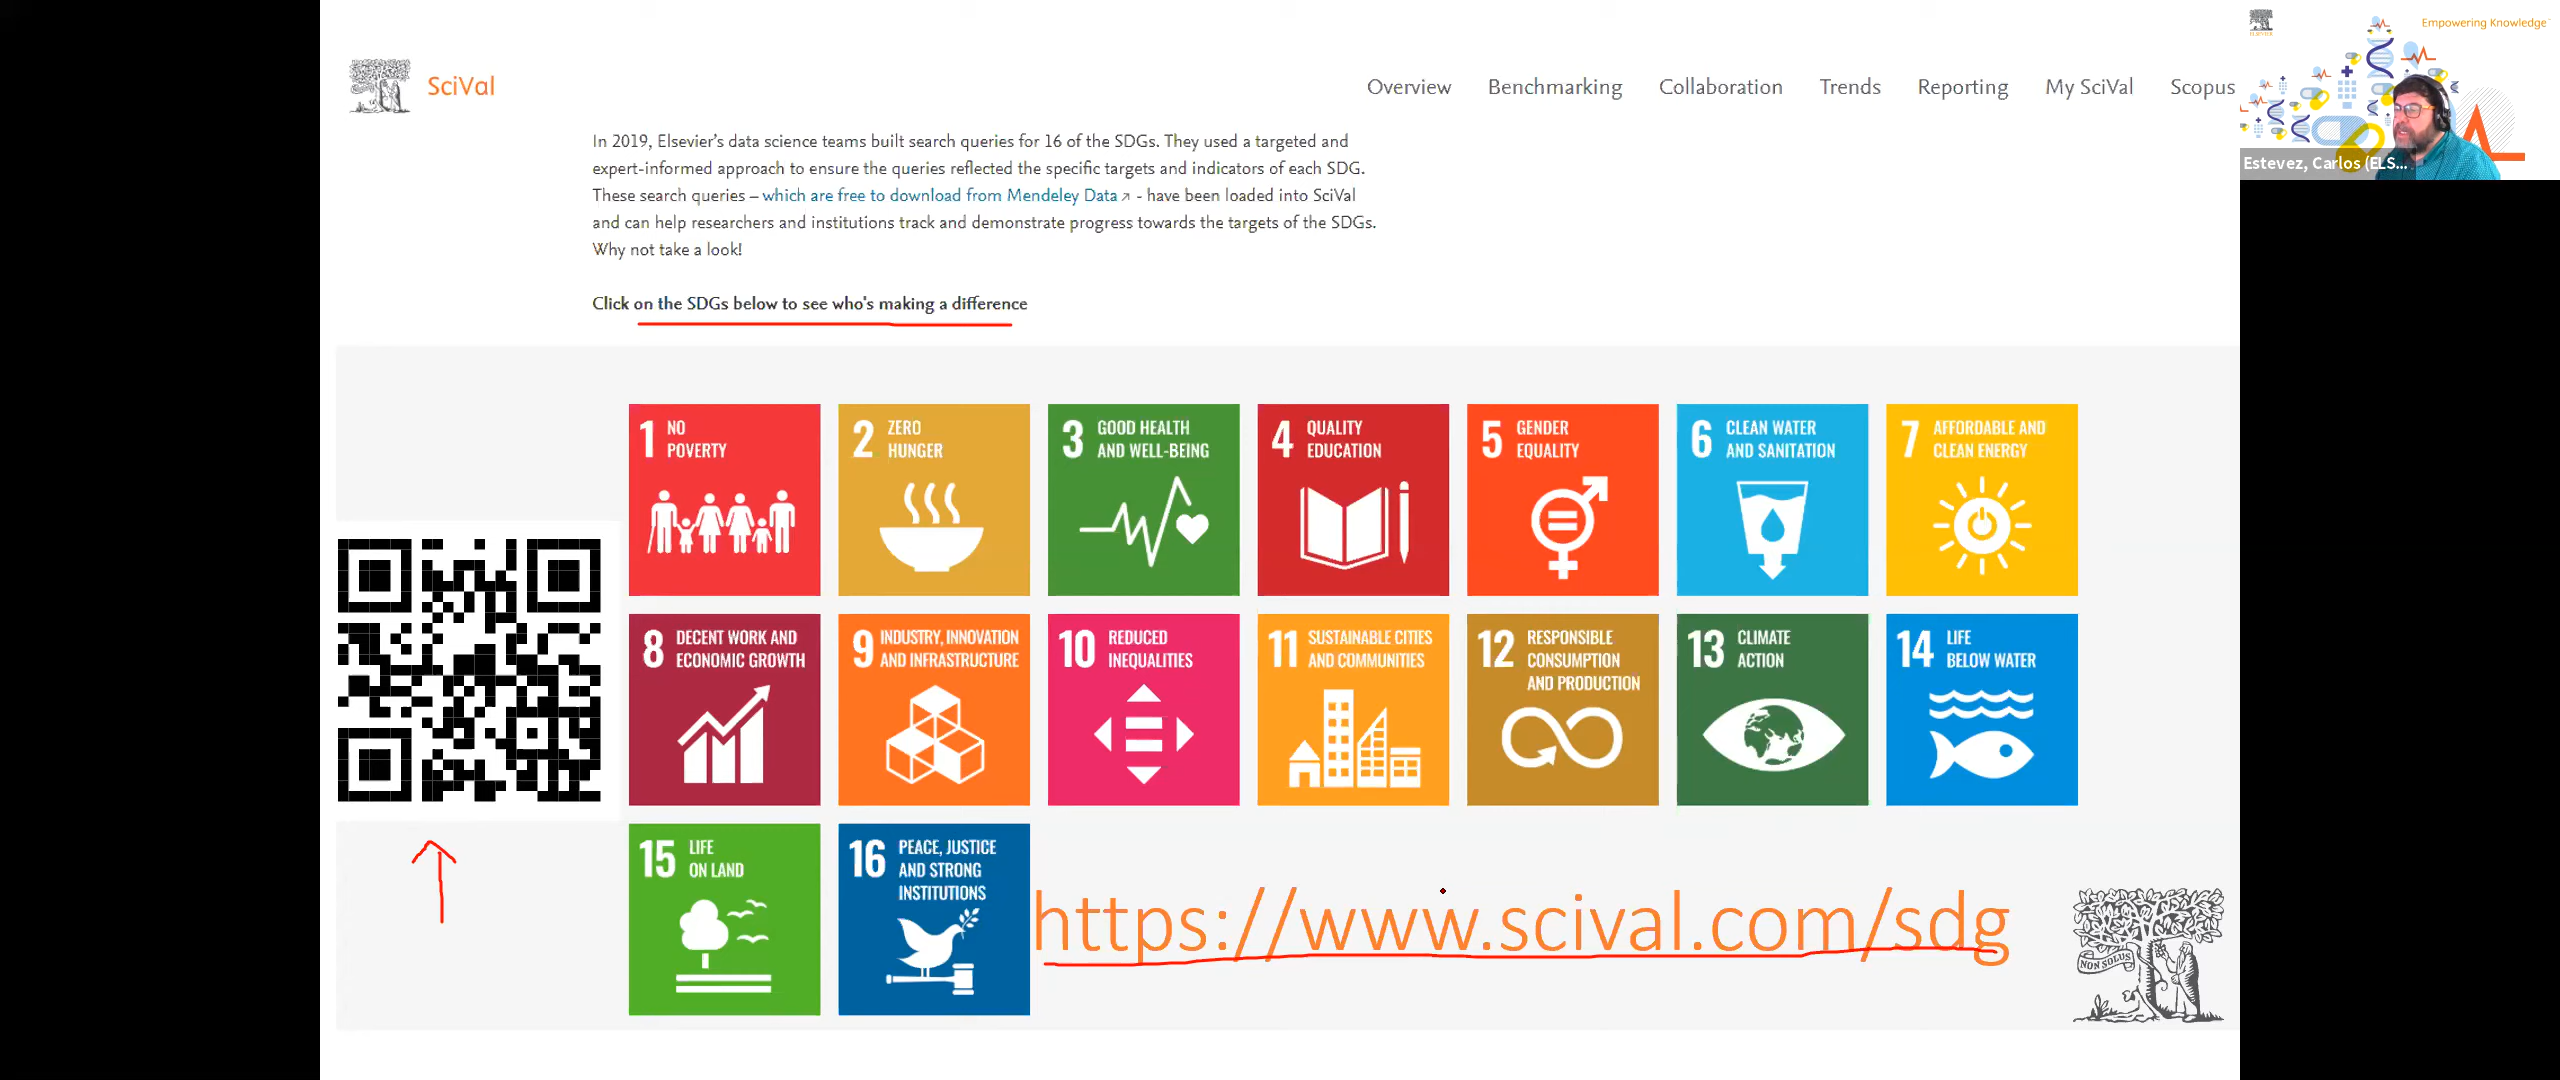 SciVal
Overview Benchmarking Collaboration Trends Reporting My SciVal Scopus
In 2019, Elsevier's data science teams built search queries for 16 of the SDGs. They used a targeted and
expert-informed approach to ensure the queries reflected the specific targets and indicators of each SDG.
These search queries – which are free to download from Mendeley Data ↗ - have been loaded into SciVal
and can help researchers and institutions track and demonstrate progress towards the targets of the SDGs.
Why not take a look!
Click on the SDGs below to see who's making a difference
1 NO
POVERTY
2 ZERO
HUNGER
3 GOOD HEALTH
AND WELL-BEING
4 QUALITY
EDUCATION
5 GENDER
EQUALITY
6 CLEAN WATER
AND SANITATION
7 AFFORDABLE AND
CLEAN ENERGY
8 DECENT WORK AND
ECONOMIC GROWTH
9 INDUSTRY, INNOVATION
AND INFRASTRUCTURE
10 REDUCED
INEQUALITIES
11 SUSTAINABLE CITIES
AND COMMUNITIES
12 RESPONSIBLE
CONSUMPTION
AND PRODUCTION
13 CLIMATE
ACTION
14 LIFE
BELOW WATER
15 LIFE
ON LAND
16 PEACE, JUSTICE
AND STRONG
INSTITUTIONS
https://www.scival.com/sdg
NON SOLUS
ELSEVIER
Empowering Knowledge
Estevez, Carlos (ELS...